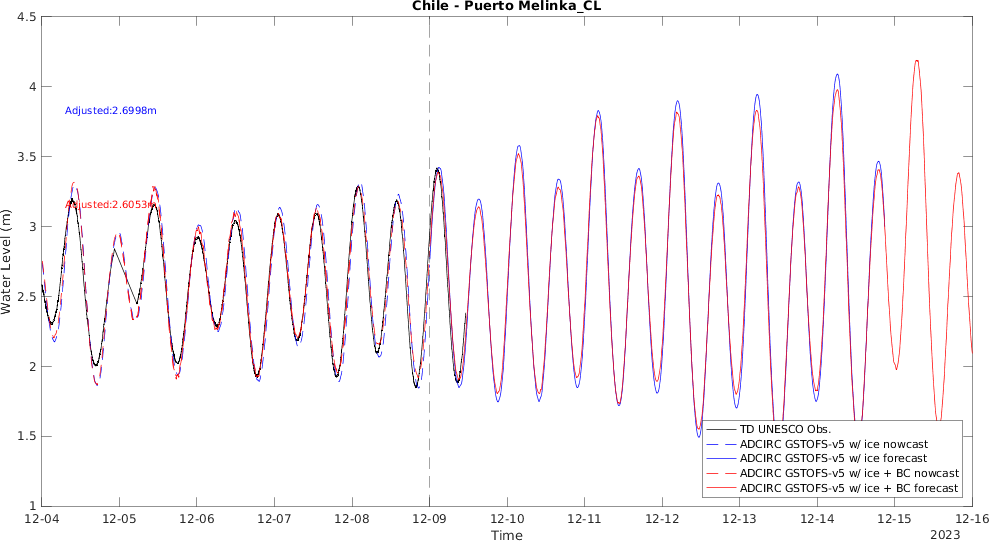 Chile - Puerto Melinka_CL
4.5
4
3.5
3
2.5
2
1.5
1
Water Level (m)
Adjusted:2.6998m
Adjusted:2.6053m
TD UNESCO Obs.
ADCIRC GSTOFS-v5 w/ ice nowcast
ADCIRC GSTOFS-v5 w/ ice forecast
ADCIRC GSTOFS-v5 w/ ice + BC nowcast
ADCIRC GSTOFS-v5 w/ ice + BC forecast
12-04 12-05 12-06 12-07 12-08 12-09 12-10 12-11 12-12 12-13 12-14 12-15 12-16
Time
2023